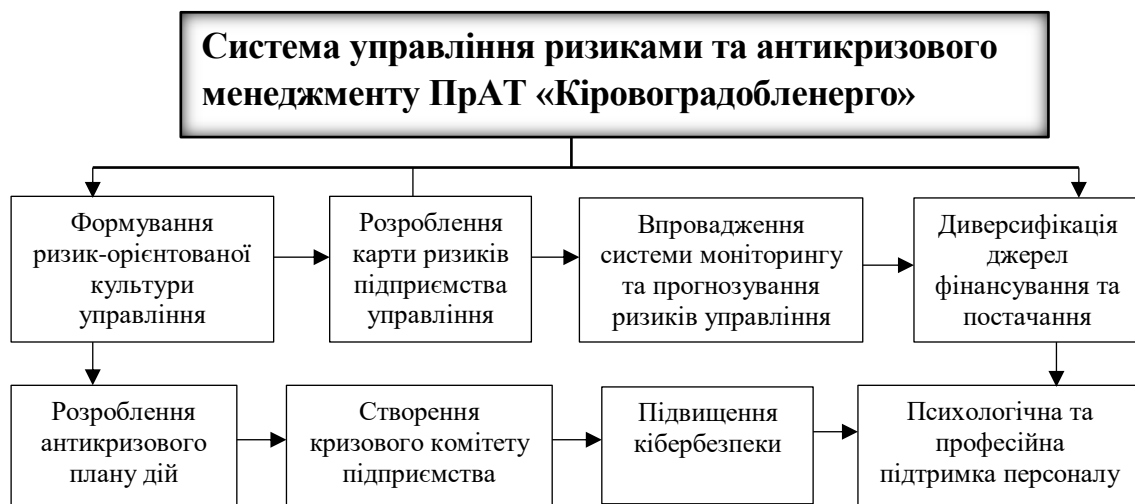 Система управління ризиками та антикризового
менеджменту ПрАТ «Кіровоградобленерго»
Формування
ризик-орієнтованої
культури
управління
Розроблення
карти ризиків
підприємства
управління
Впровадження
системи моніторингу
та прогнозування
ризиків управління
Диверсифікація
джерел
фінансування та
постачання
Розроблення
антикризового
плану дій
Створення
кризового комітету
підприємства
Підвищення
кібербезпеки
Психологічна та
професійна
підтримка персоналу